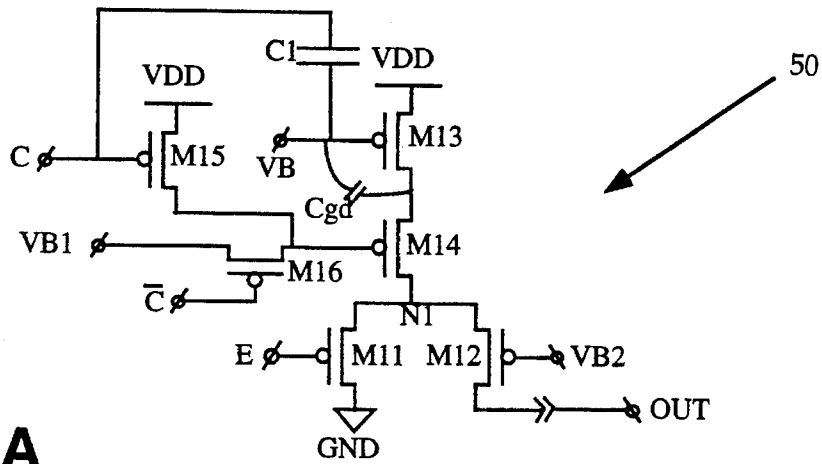 C1
VDD
50
VDD
C
M15
VB
M13
Cgd
VB1
M16
M14
C̅
N1
E
M11
M12
VB2
OUT
GND
A